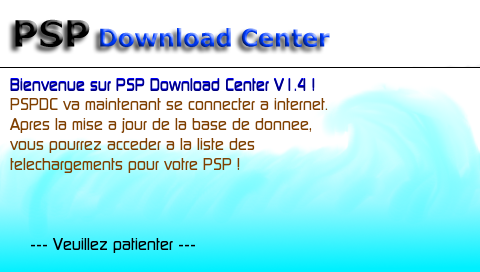 PSP Download Center
Bienvenue sur PSP Download Center V1.4 !
PSPDC va maintenant se connecter a internet.
Apres la mise a jour de la base de donnee,
vous pourrez acceder a la liste des
telechargements pour votre PSP !
--- Veuillez patienter ---